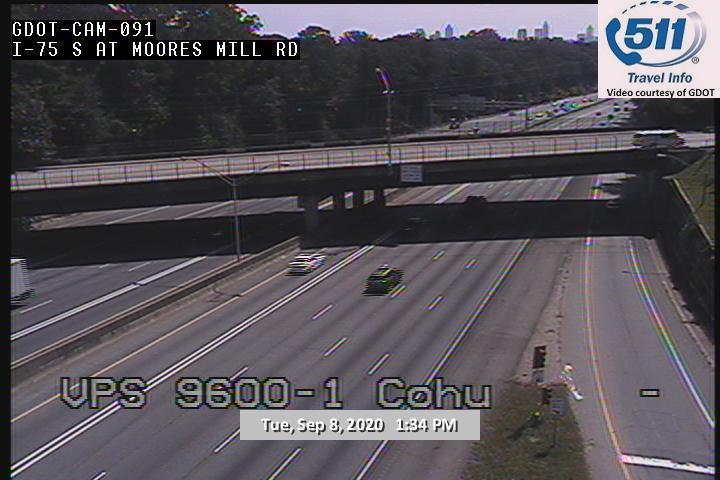 GDOT-CAM-091
I-75 S AT MOORES MILL RD
511
®
Travel Info
Video courtesy of GDOT
VPS 9600-1 Cohu -
Tue, Sep 8, 2020 1:34 PM